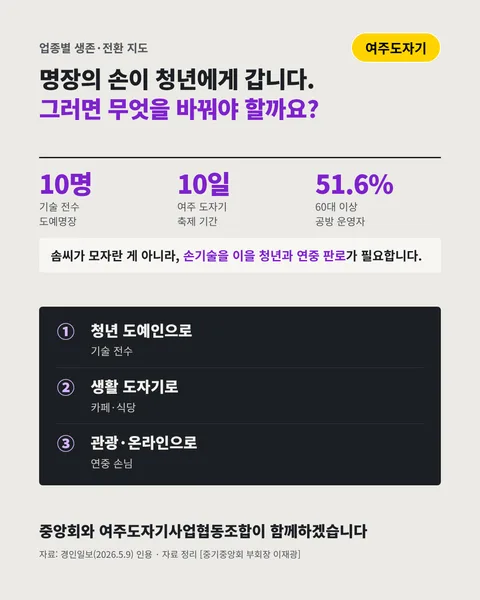 업종별 생존·전환 지도
여주도자기
명장의 손이 청년에게 갑니다.
그러면 무엇을 바꿔야 할까요?
10명
기술 전수
도예명장
10일
여주 도자기
축제 기간
51.6%
60대 이상
공방 운영자
솜씨가 모자란 게 아니라, 손기술을 이을 청년과 연중 판로가 필요합니다.
① 청년 도예인으로
기술 전수
② 생활 도자기로
카페·식당
③ 관광·온라인으로
연중 손님
중앙회와 여주도자기사업협동조합이 함께하겠습니다
자료: 경인일보(2026.5.9) 인용 · 자료 정리 [중기중앙회 부회장 이재광]